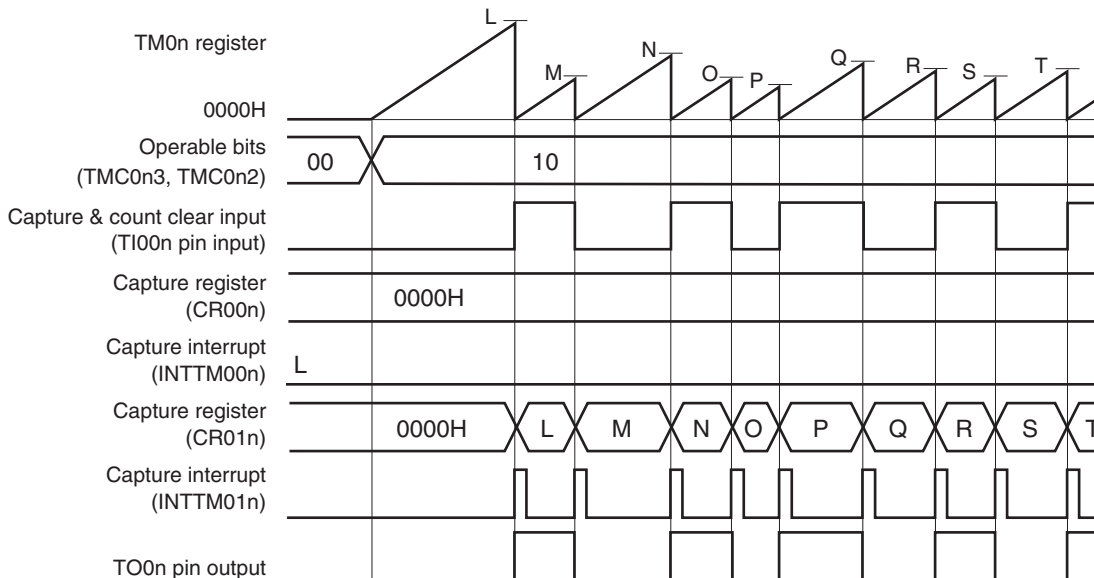 L
TM0n register
N
M
O
P
Q
R
S
T
0000H
Operable bits
(TMC0n3, TMC0n2)
00
10
Capture & count clear input
(TI00n pin input)
Capture register
(CR00n)
0000H
Capture interrupt
(INTTM00n)
L
Capture register
(CR01n)
0000H
L
M
N
O
P
Q
R
S
T
Capture interrupt
(INTTM01n)
TO0n pin output